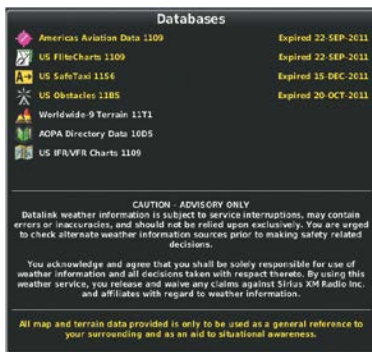 Databases
Americas Aviation Data 1109 Expired 22-SEP-2011
US FliteCharts 1109 Expired 22-SEP-2011
A→ US SafeTaxi 11S6 Expired 15-DEC-2011
US Obstacles 11B5 Expired 20-OCT-2011
Worldwide-9 Terrain 11T1
AOPA Directory Data 10D5
US IFR/VFR Charts 1109
CAUTION - ADVISORY ONLY
Datalink weather information is subject to service interruptions, may contain
errors or inaccuracies, and should not be relied upon exclusively. You are urged
to check alternate weather information sources prior to making safety related
decisions.
You acknowledge and agree that you shall be solely responsible for use of
weather information and all decisions taken with respect thereto. By using this
weather service, you release and waive any claims against Sirius XM Radio Inc.
and affiliates with regard to weather information.
All map and terrain data provided is only to be used as a general reference to
your surrounding and as an aid to situational awareness.